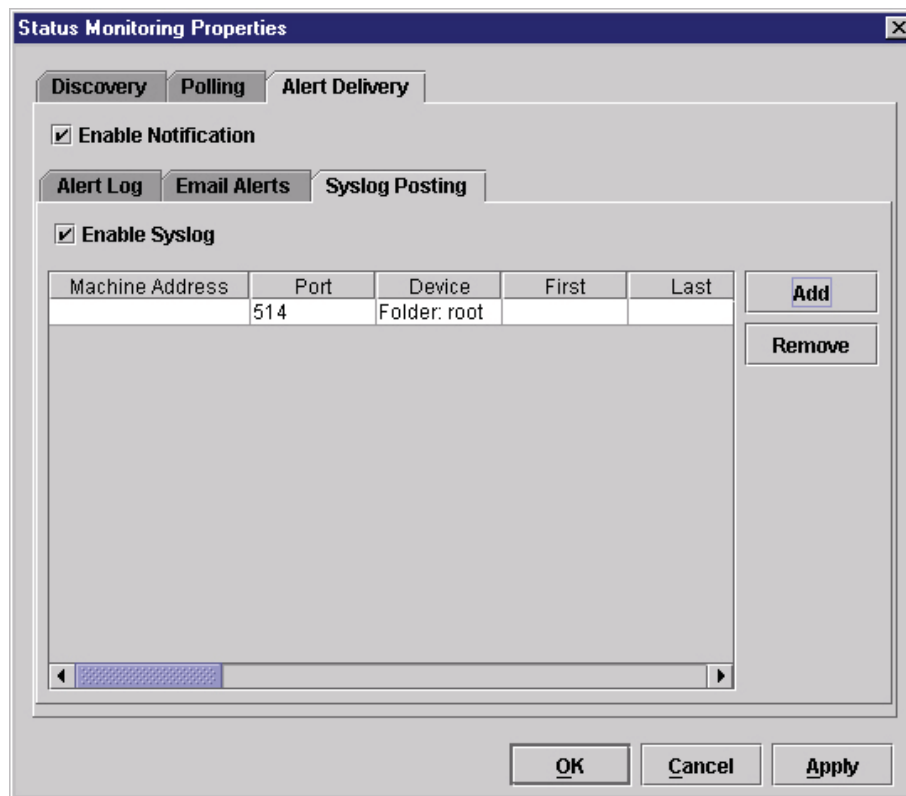 Status Monitoring Properties
Discovery Polling Alert Delivery
Enable Notification
Alert Log Email Alerts Syslog Posting
Enable Syslog
Machine Address Port Device First Last
514 Folder: root
Add
Remove
OK Cancel Apply